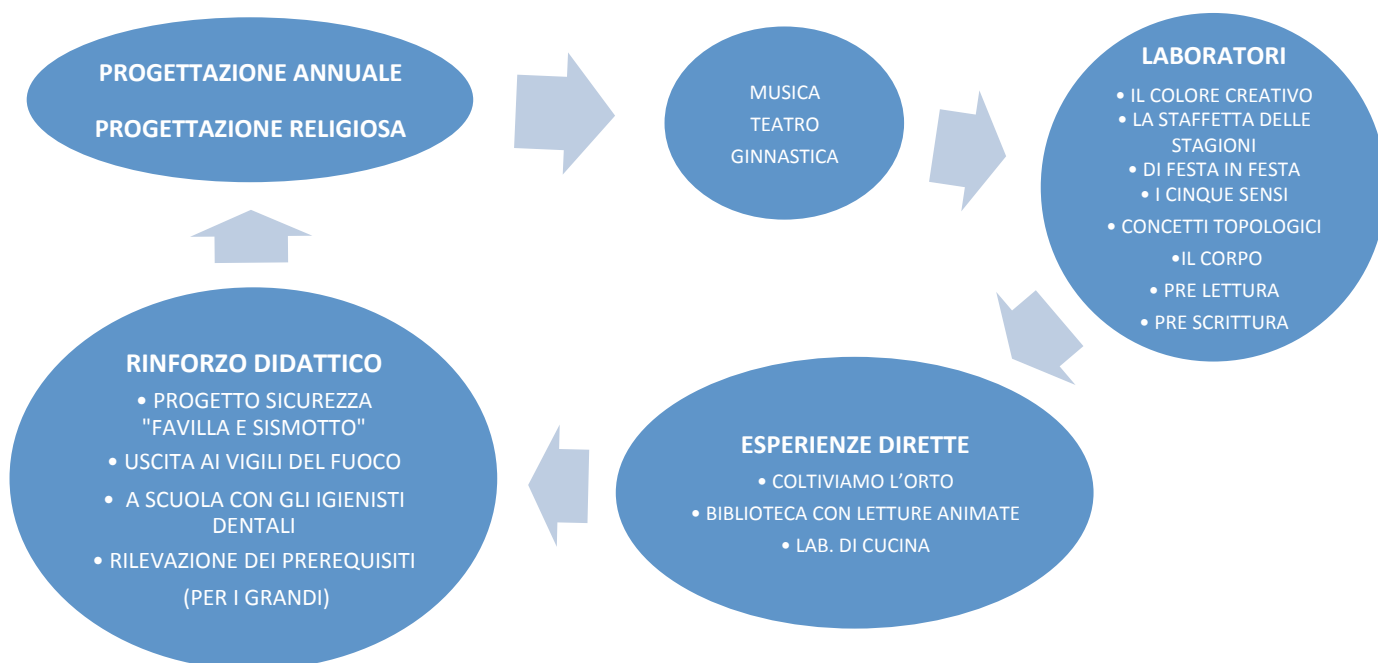 PROGETTAZIONE ANNUALE
PROGETTAZIONE RELIGIOSA
MUSICA
TEATRO
GINNASTICA
LABORATORI
• IL COLORE CREATIVO
• LA STAFFETTA DELLE
STAGIONI
• DI FESTA IN FESTA
• I CINQUE SENSI
• CONCETTI TOPOLOGICI
•IL CORPO
• PRE LETTURA
• PRE SCRITTURA
ESPERIENZE DIRETTE
• COLTIVIAMO L’ORTO
• BIBLIOTECA CON LETTURE ANIMATE
• LAB. DI CUCINA
RINFORZO DIDATTICO
• PROGETTO SICUREZZA
"FAVILLA E SISMOTTO"
• USCITA AI VIGILI DEL FUOCO
• A SCUOLA CON GLI IGIENISTI
DENTALI
• RILEVAZIONE DEI PREREQUISITI
(PER I GRANDI)